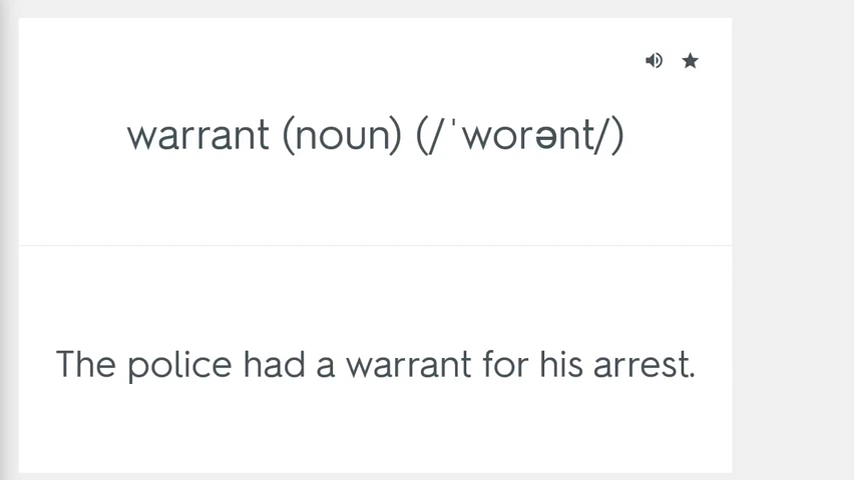 warrant (noun) (/ˈworənt/)
The police had a warrant for his arrest.